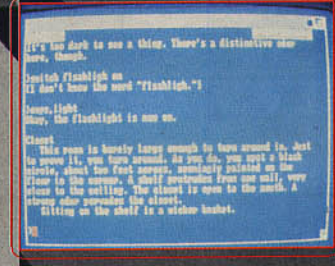 It's too dark to see a thing. There's a distinctive odor
here, though.
>switch flashligh on
[I don't know the word "flashligh."]
>oops,light
Okay, the flashlight is now on.
Closet
This room is barely large enough to turn around in. Just
to prove it, you turn around. As you do, you spot a black
circle, about two feet across, seemingly painted on the
floor in the corner. A shelf protrudes from one wall, very
near to the ceiling. The closet is open to the south. A
strong odor pervades the closet.
Sitting on the shelf is a wicker basket.
>